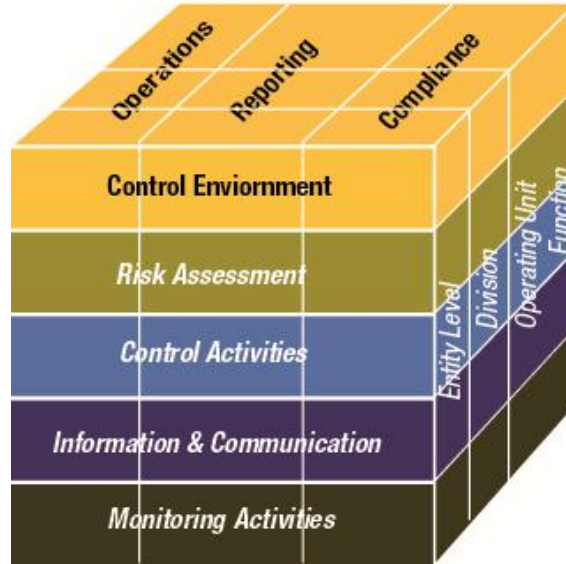 Operations
Reporting
Compliance
Control Enviornment
Risk Assessment
Control Activities
Information & Communication
Monitoring Activities
Entity Level
Division
Operating Unit
Function